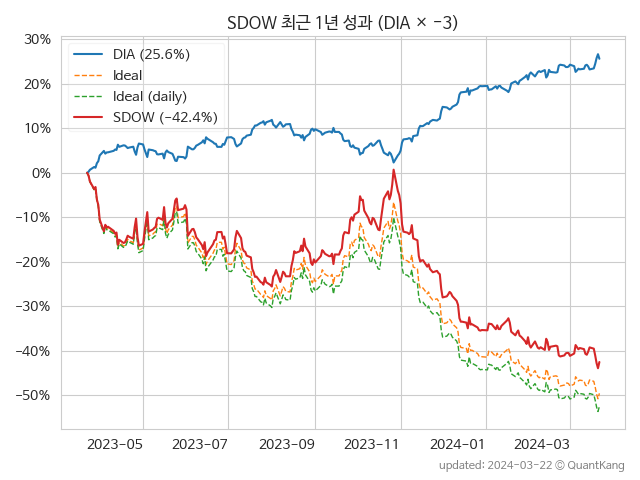 SDOW 최근 1년 성과 (DIA × −3)
30%
20%
10%
0%
−10%
−20%
−30%
−40%
−50%
DIA (25.6%)
Ideal
Ideal (daily)
SDOW (−42.4%)
2023-05 2023-07 2023-09 2023-11 2024-01 2024-03
updated: 2024-03-22 © QuantKang